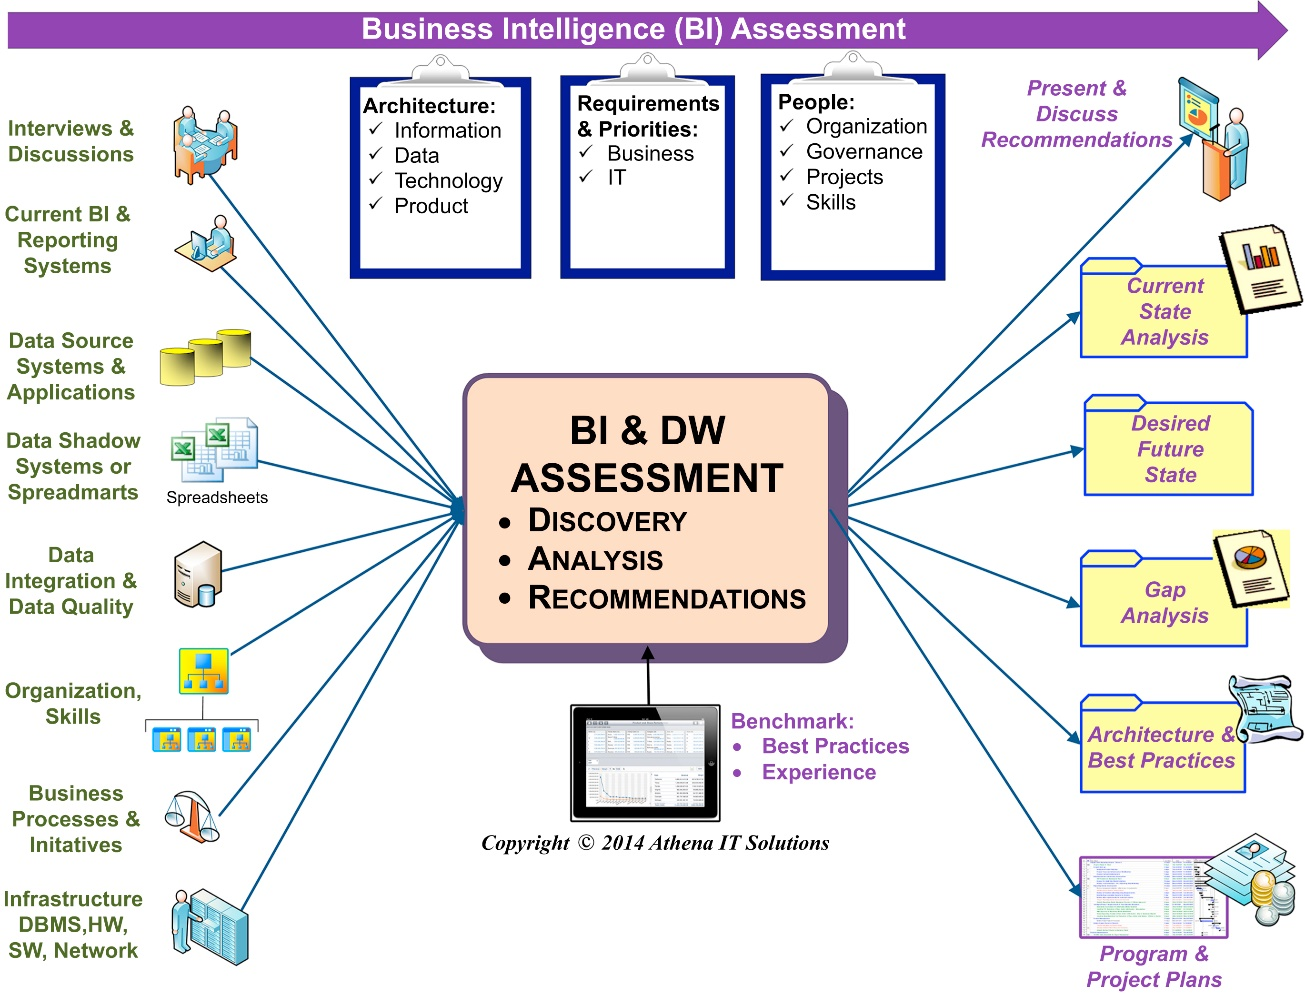 Business Intelligence (BI) Assessment
Architecture:
✓ Information
✓ Data
✓ Technology
✓ Product
Requirements
& Priorities:
✓ Business
✓ IT
People:
✓ Organization
✓ Governance
✓ Projects
✓ Skills
Interviews &
Discussions
Current BI &
Reporting
Systems
Data Source
Systems &
Applications
Data Shadow
Systems or
Spreadmarts
Spreadsheets
Data
Integration &
Data Quality
Organization,
Skills
Business
Processes &
Initatives
Infrastructure
DBMS,HW,
SW, Network
BI & DW
ASSESSMENT
• DISCOVERY
• ANALYSIS
• RECOMMENDATIONS
Benchmark:
• Best Practices
• Experience
Copyright © 2014 Athena IT Solutions
Present &
Discuss
Recommendations
Current
State
Analysis
Desired
Future
State
Gap
Analysis
Architecture &
Best Practices
Program &
Project Plans